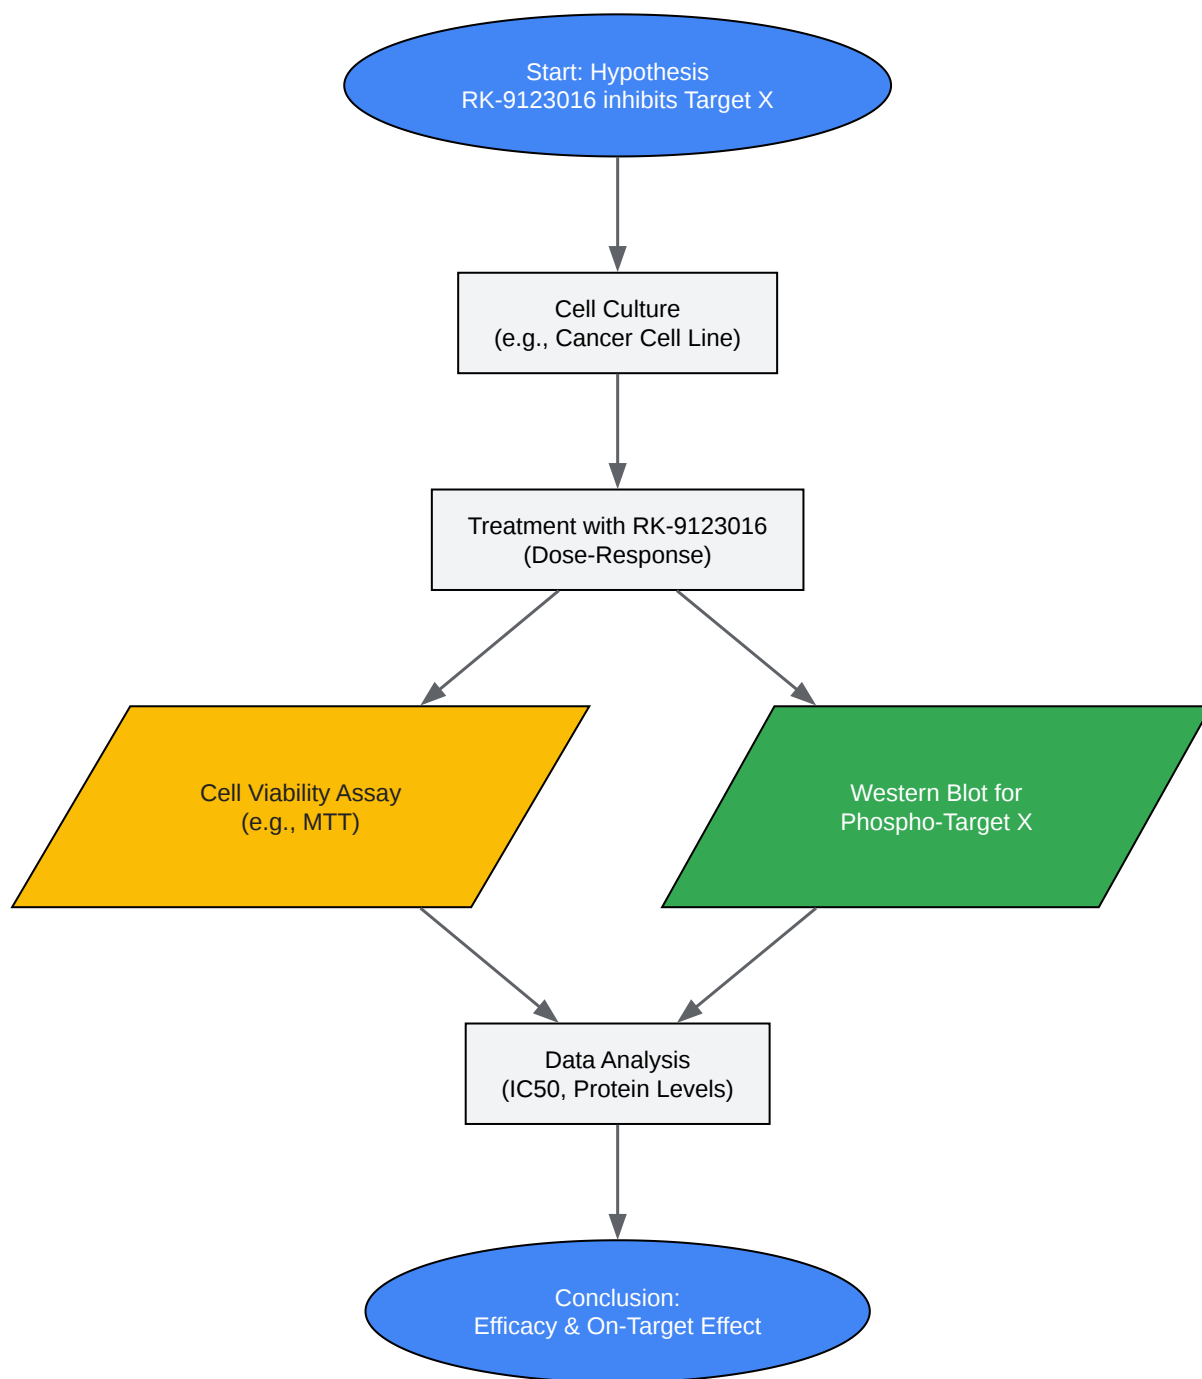 Start: Hypothesis
RK-9123016 inhibits Target X
Cell Culture
(e.g., Cancer Cell Line)
Treatment with RK-9123016
(Dose-Response)
Cell Viability Assay
(e.g., MTT)
Western Blot for
Phospho-Target X
Data Analysis
(IC50, Protein Levels)
Conclusion:
Efficacy & On-Target Effect